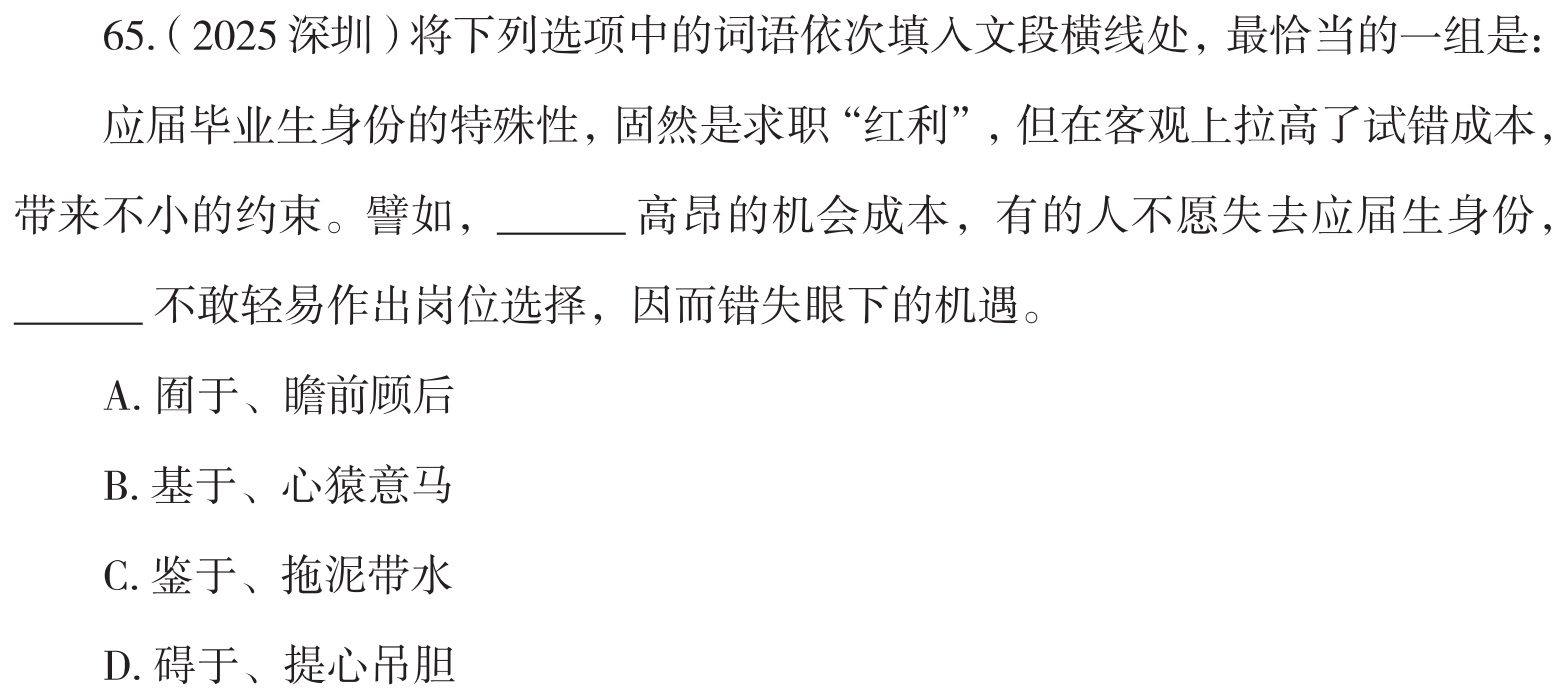 65.(2025深圳)将下列选项中的词语依次填入文段横线处,最恰当的一组是:
应届毕业生身份的特殊性,固然是求职“红利”,但在客观上拉高了试错成本,
带来不小的约束。譬如,______高昂的机会成本,有的人不愿失去应届生身份,
______不敢轻易作出岗位选择,因而错失眼下的机遇。
A. 囿于、瞻前顾后
B. 基于、心猿意马
C. 鉴于、拖泥带水
D. 碍于、提心吊胆